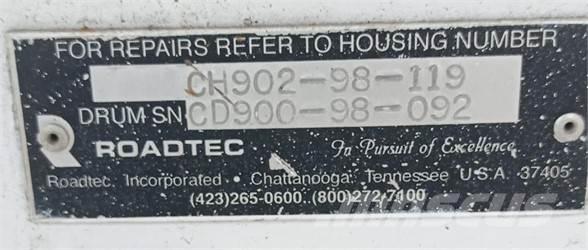 FOR REPAIRS REFER TO HOUSING NUMBER
CH902-98-119
DRUM SN CD900-98-092
ROADTEC In Pursuit of Excellence
Roadtec, Incorporated • Chattanooga, Tennessee U.S.A. 37405
(423)265-0600 (800)272-7100
MASCUS